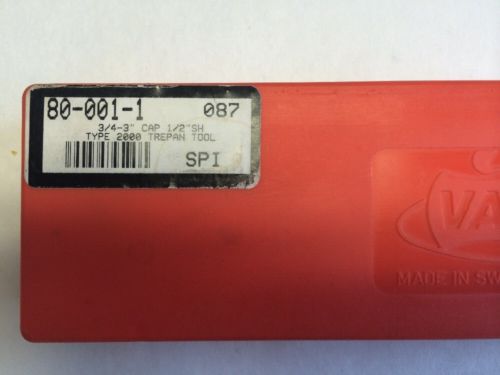 80-001-1 087
3/4-3" CAP 1/2"SH
TYPE 2000 TREPAN TOOL
SPI
VA
MADE IN SW